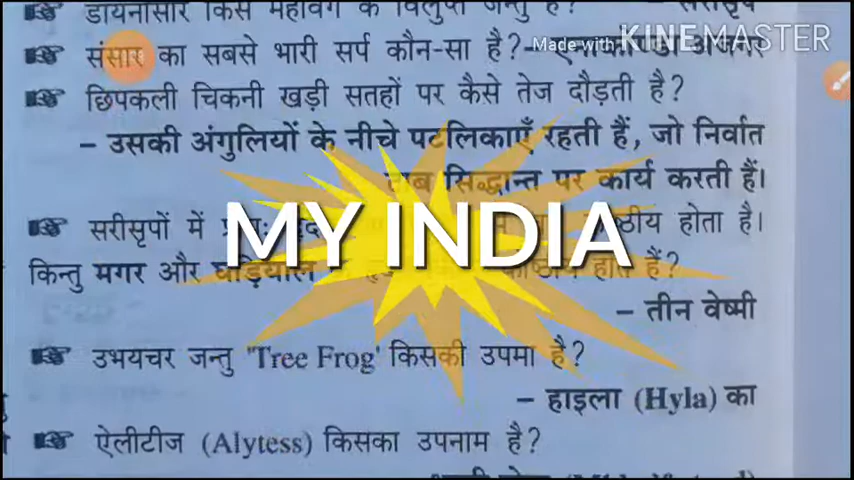 डायनासोर किस महावर्ग के विलुप्त जन्तु है? - सरीसृप
संसार का सबसे भारी सर्प कौन-सा है?-
Made with KINEMASTER
छिपकली चिकनी खड़ी सतहों पर कैसे तेज दौड़ती है?
- उसकी अंगुलियों के नीचे पटलिकाएँ रहती हैं, जो निर्वात
दाब सिद्धान्त पर कार्य करती हैं।
सरीसृपों में होता है।
MY INDIA
किन्तु मगर और घड़ियाल होते हैं?
- तीन वेष्मी
उभयचर जन्तु 'Tree Frog' किसकी उपमा है?
- हाइला (Hyla) का
ऐलीटीज (Alytess) किसका उपनाम है?